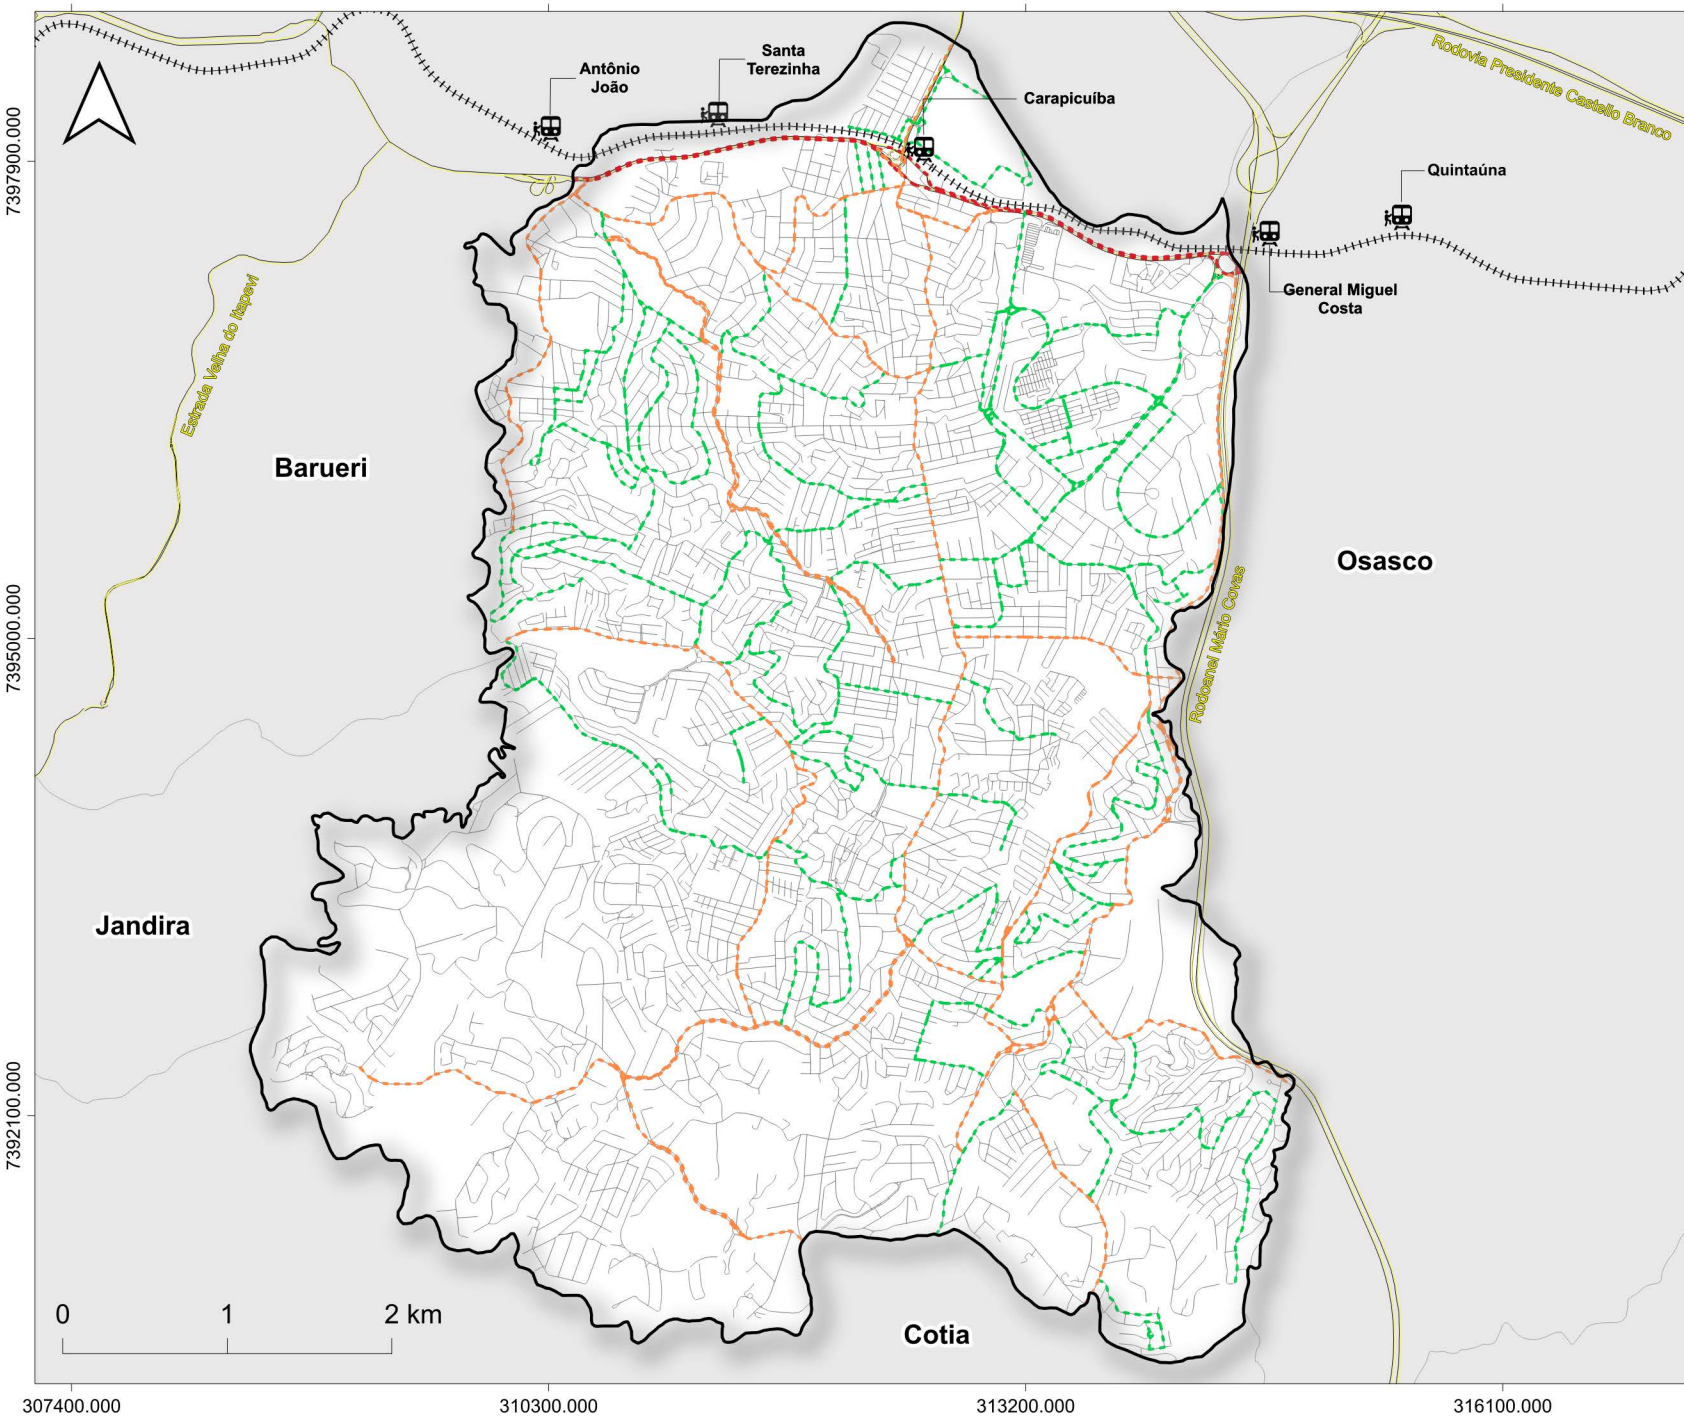 Rodovia Presidente Castello Branco
Santa
Terezinha
Antônio
João
Carapicuíba
Quintaúna
General Miguel
Costa
Estrada Velha do Itapevi
Barueri
Osasco
Rodoanel Mário Covas
Jandira
Cotia
0 1 2 km
7397900.000
7395000.000
7392100.000
307400.000 310300.000 313200.000 316100.000